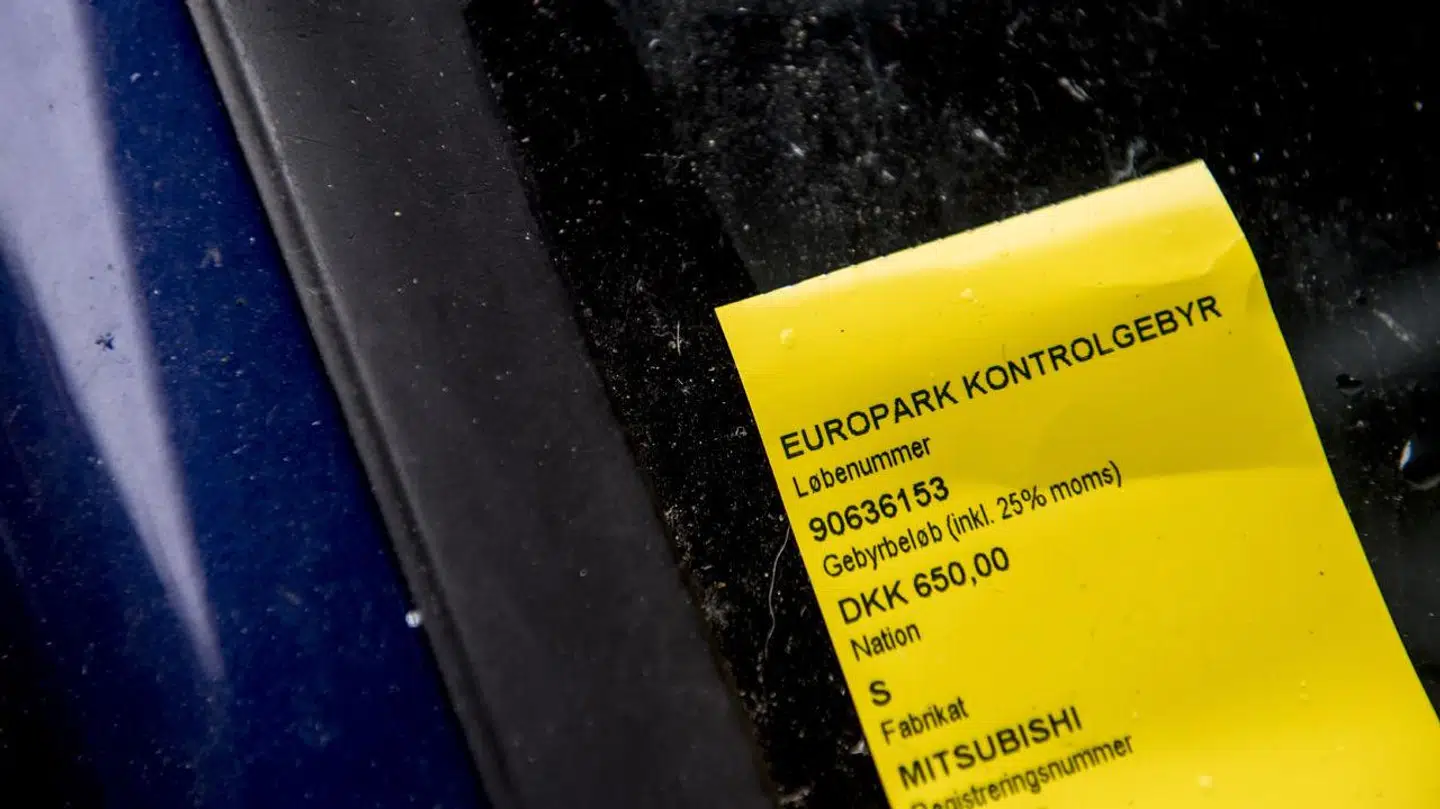 EUROPARK KONTROLGEBYR
Løbenummer
90636153
Gebyrbeløb (inkl. 25% moms)
DKK 650,00
Nation
S
Fabrikat
MITSUBISHI
Registreringsnummer